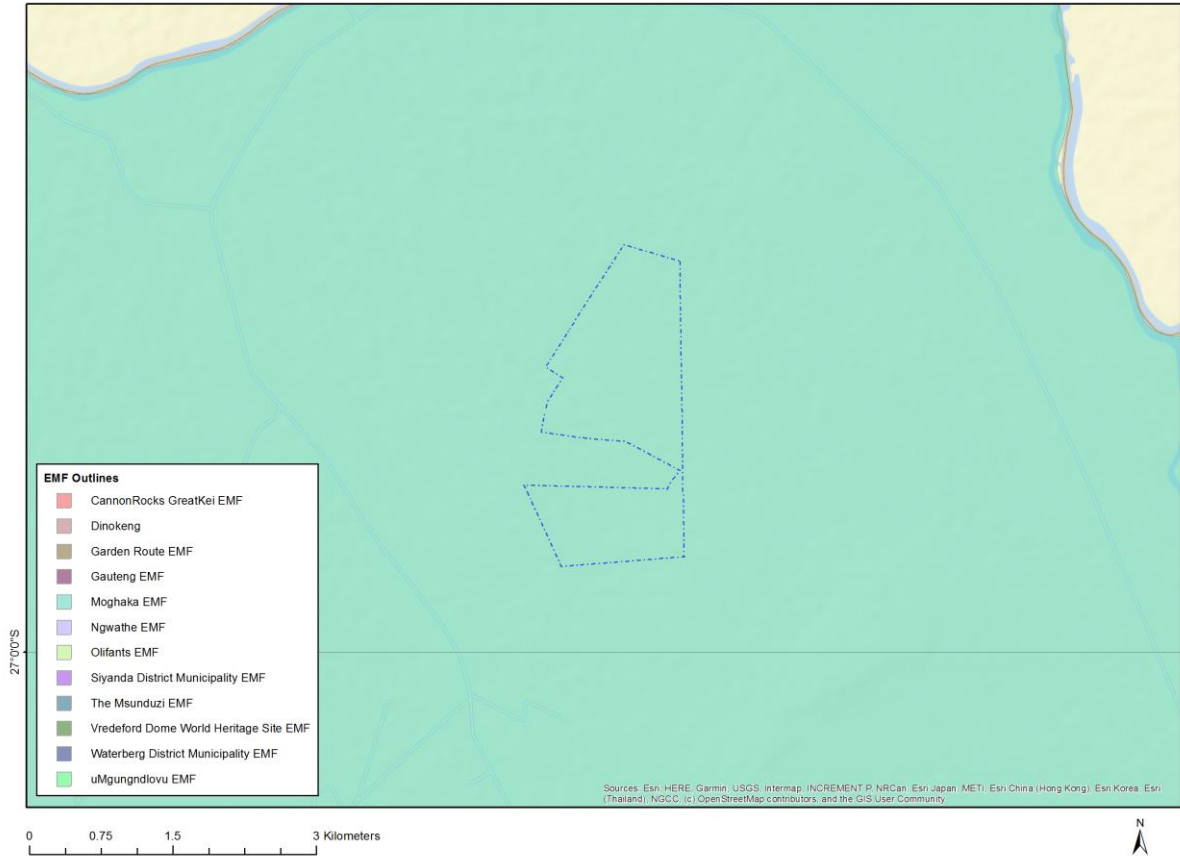 EMF Outlines
CannonRocks GreatKei EMF
Dinokeng
Garden Route EMF
Gauteng EMF
Moghaka EMF
Ngwathe EMF
Olifants EMF
Siyanda District Municipality EMF
The Msunduzi EMF
Vredeford Dome World Heritage Site EMF
Waterberg District Municipality EMF
uMgungndlovu EMF
27°0'0"S
Sources: Esri, HERE, Garmin, USGS, Intermap, INCREMENT P, NRCan, Esri Japan, METI, Esri China (Hong Kong), Esri Korea, Esri
(Thailand), NGCC, (c) OpenStreetMap contributors, and the GIS User Community
0 0.75 1.5 3 Kilometers
N